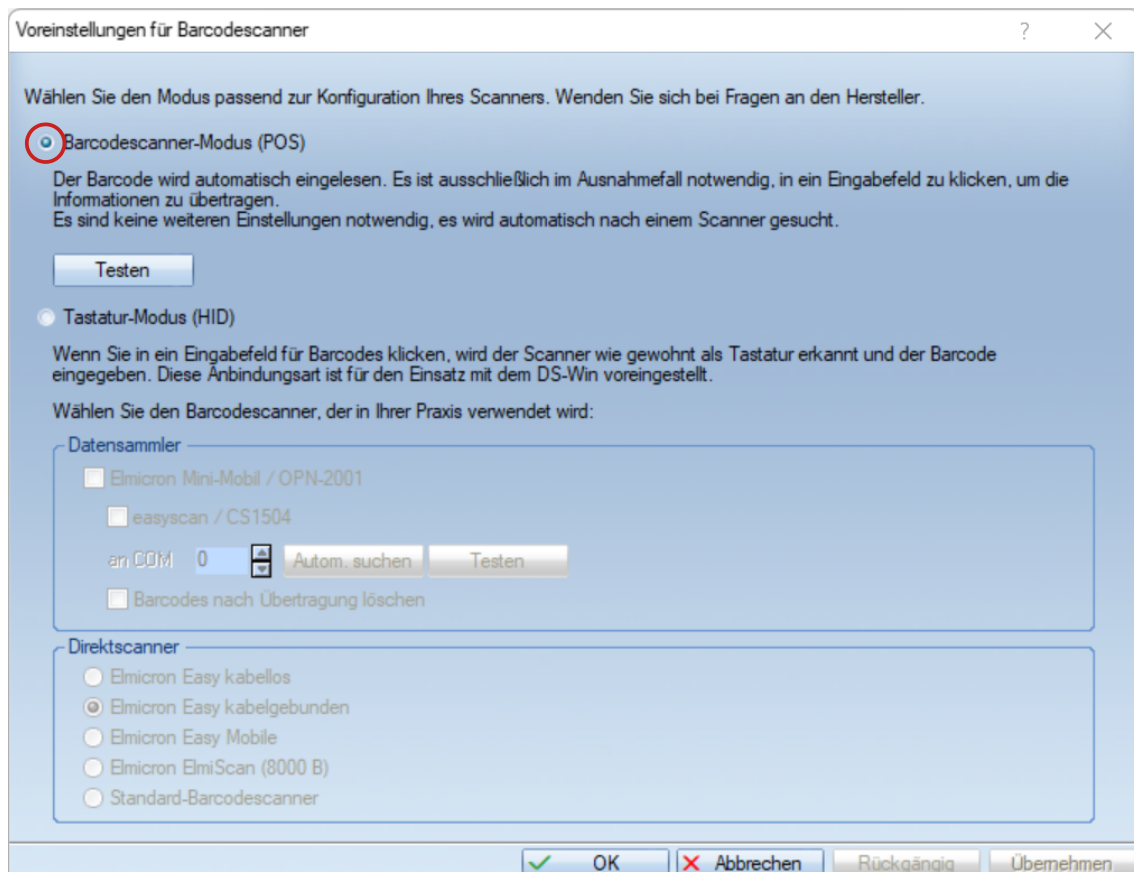 Voreinstellungen für Barcodescanner
?
Wählen Sie den Modus passend zur Konfiguration Ihres Scanners. Wenden Sie sich bei Fragen an den Hersteller.
Barcodescanner-Modus (POS)
Der Barcode wird automatisch eingelesen. Es ist ausschließlich im Ausnahmefall notwendig, in ein Eingabefeld zu klicken, um die
Informationen zu übertragen.
Es sind keine weiteren Einstellungen notwendig, es wird automatisch nach einem Scanner gesucht.
Testen
Tastatur-Modus (HID)
Wenn Sie in ein Eingabefeld für Barcodes klicken, wird der Scanner wie gewohnt als Tastatur erkannt und der Barcode
eingegeben. Diese Anbindungsart ist für den Einsatz mit dem DS-Win voreingestellt.
Wählen Sie den Barcodescanner, der in Ihrer Praxis verwendet wird:
Datensammler
Elmicron Mini-Mobil / OPN-2001
easyscan / CS1504
an COM 0 Autom. suchen Testen
Barcodes nach Übertragung löschen
Direktscanner
Elmicron Easy kabellos
Elmicron Easy kabelgebunden
Elmicron Easy Mobile
Elmicron ElmiScan (8000 B)
Standard-Barcodescanner
OK Abbrechen Rückgängig Übernehmen